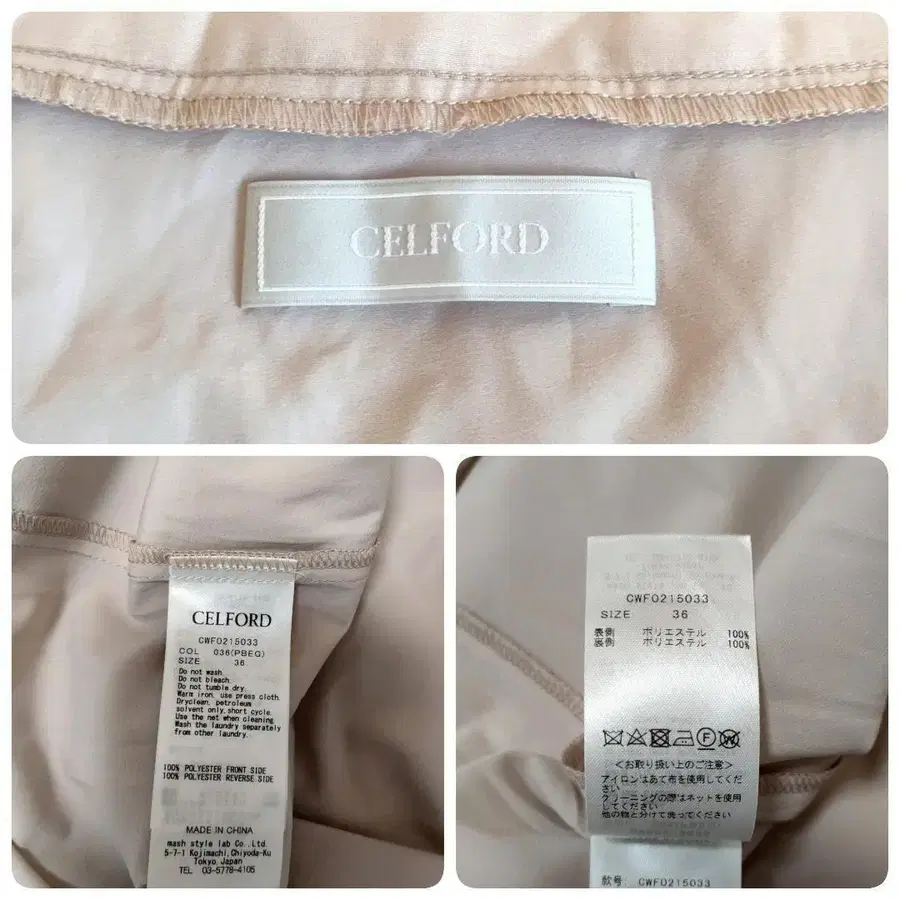 CELFORD
CELFORD
CWFO215033
COL 036(PBEG)
SIZE 36
Do not wash.
Do not bleach.
Do not tumble dry.
Warm iron, use press cloth.
Dryclean, petroleum
solvent only,short cycle.
Use the net when cleaning.
Wash the laundry separately
from other laundry.
100% POLYESTER FRONT SIDE
100% POLYESTER REVERSE SIDE
MADE IN CHINA
mash style lab Co.,Ltd.
5-7-1 Kojimachi,Chiyoda-Ku
Tokyo,Japan
TEL 03-5778-4105
CWFO215033
SIZE 36
表側 ポリエステル 100%
裏側 ポリエステル 100%
<お取り扱い上のご注意>
アイロンはあて布を使用してくだ
さい
クリーニングの際はネットを使用
してください
他の物と分けて洗ってください
款号: CWFO215033